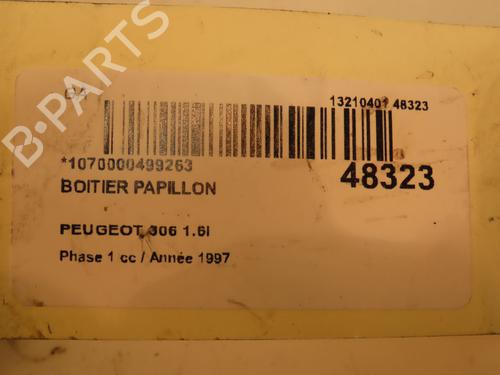 B-PARTS
13210401 48323
*1070000499263
48323
BOITIER PAPILLON
PEUGEOT 306 1.6I
Phase 1 cc / Année 1997